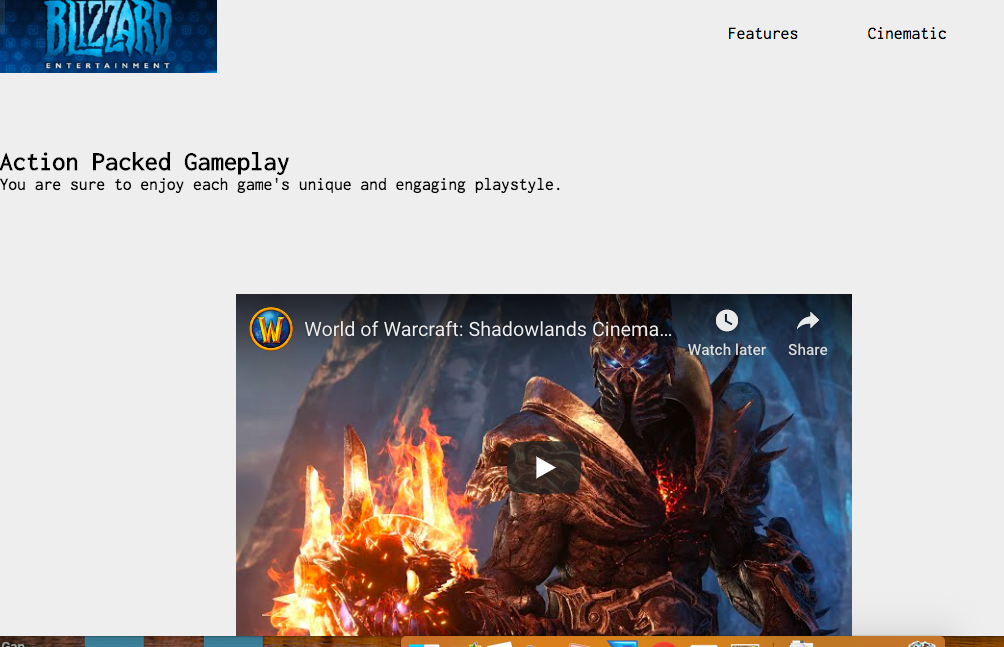 BLIZZARD
ENTERTAINMENT
Features
Cinematic
Action Packed Gameplay
You are sure to enjoy each game's unique and engaging playstyle.
World of Warcraft: Shadowlands Cinema...
Watch later
Share